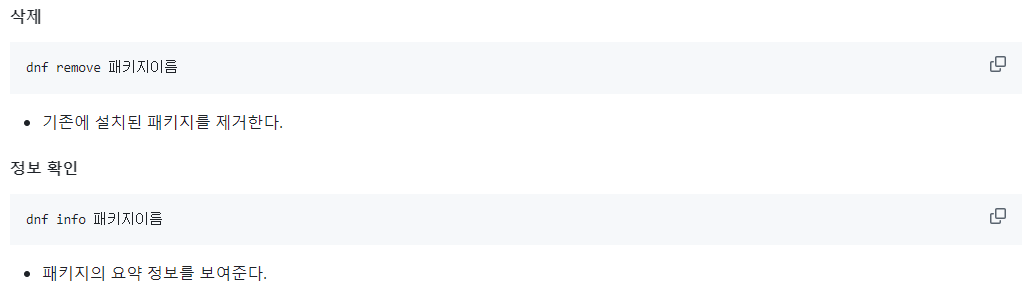 삭제
dnf remove 패키지이름
기존에 설치된 패키지를 제거한다.
정보 확인
dnf info 패키지이름
패키지의 요약 정보를 보여준다.